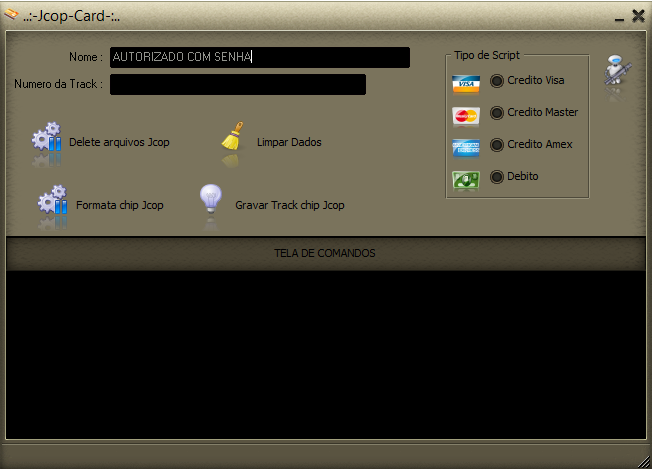 ..:-Jcop-Card-:..
Nome : AUTORIZADO COM SENHA
Numero da Track :
Tipo de Script
VISA Credito Visa
MasterCard Credito Master
Credito Amex
Debito
Delete arquivos Jcop
Limpar Dados
Formata chip Jcop
Gravar Track chip Jcop
TELA DE COMANDOS